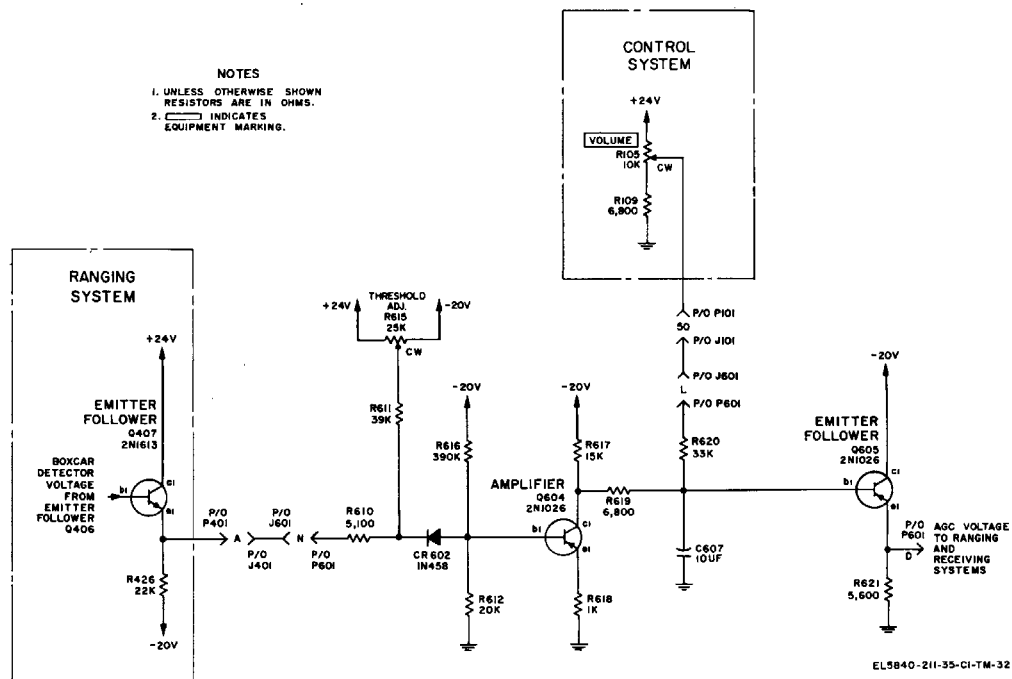 NOTES
1. UNLESS OTHERWISE SHOWN
RESISTORS ARE IN OHMS.
2. INDICATES
EQUIPMENT MARKING.
CONTROL
SYSTEM
+24V
VOLUME
R105
10K
CW
R109
6,800
P/O P101
50
P/O J101
P/O J601
L
P/O P601
R620
33K
RANGING
SYSTEM
+24V
EMITTER
FOLLOWER
Q407
2N1613
BOXCAR
DETECTOR
VOLTAGE
FROM
EMITTER
FOLLOWER
Q406
b1
C1
e1
R426
22K
-20V
P/O
P401
A
P/O
J401
P/O
J601
N
P/O
P601
R610
5,100
+24V
THRESHOLD
ADJ.
R615
25K
-20V
CW
R611
39K
CR602
1N458
-20V
R616
390K
R612
20K
-20V
R617
15K
AMPLIFIER
Q604
2N1026
b1
C1
e1
R618
1K
R619
6,800
C607
10UF
-20V
EMITTER
FOLLOWER
Q605
2N1026
b1
C1
e1
P/O
P601
D
AGC VOLTAGE
TO RANGING
AND
RECEIVING
SYSTEMS
R621
5,600
EL5840-211-35-C1-TM-32